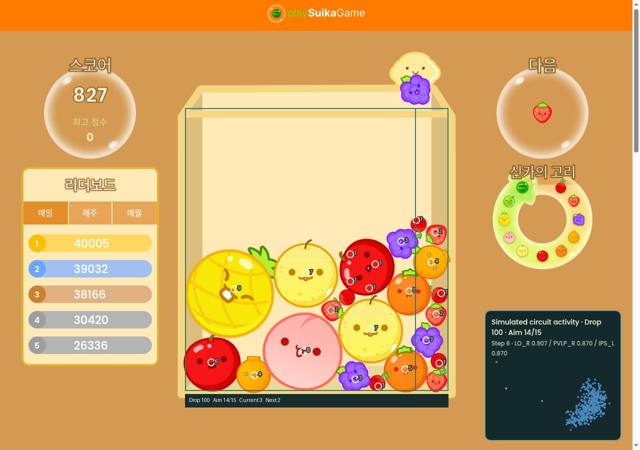 playSuikaGame
스코어
827
최고 점수
0
다음
신카의 고리
리더보드
매일
매주
매월
1 40005
2 39032
3 38166
4 30420
5 26336
Simulated circuit activity · Drop
100 · Aim 14/15
Step 6 · LO_R 0.907 / PVLP_R 0.870 / IPS_L
0.870
Drop 100 Aim 14/15 Current 3 Next 2